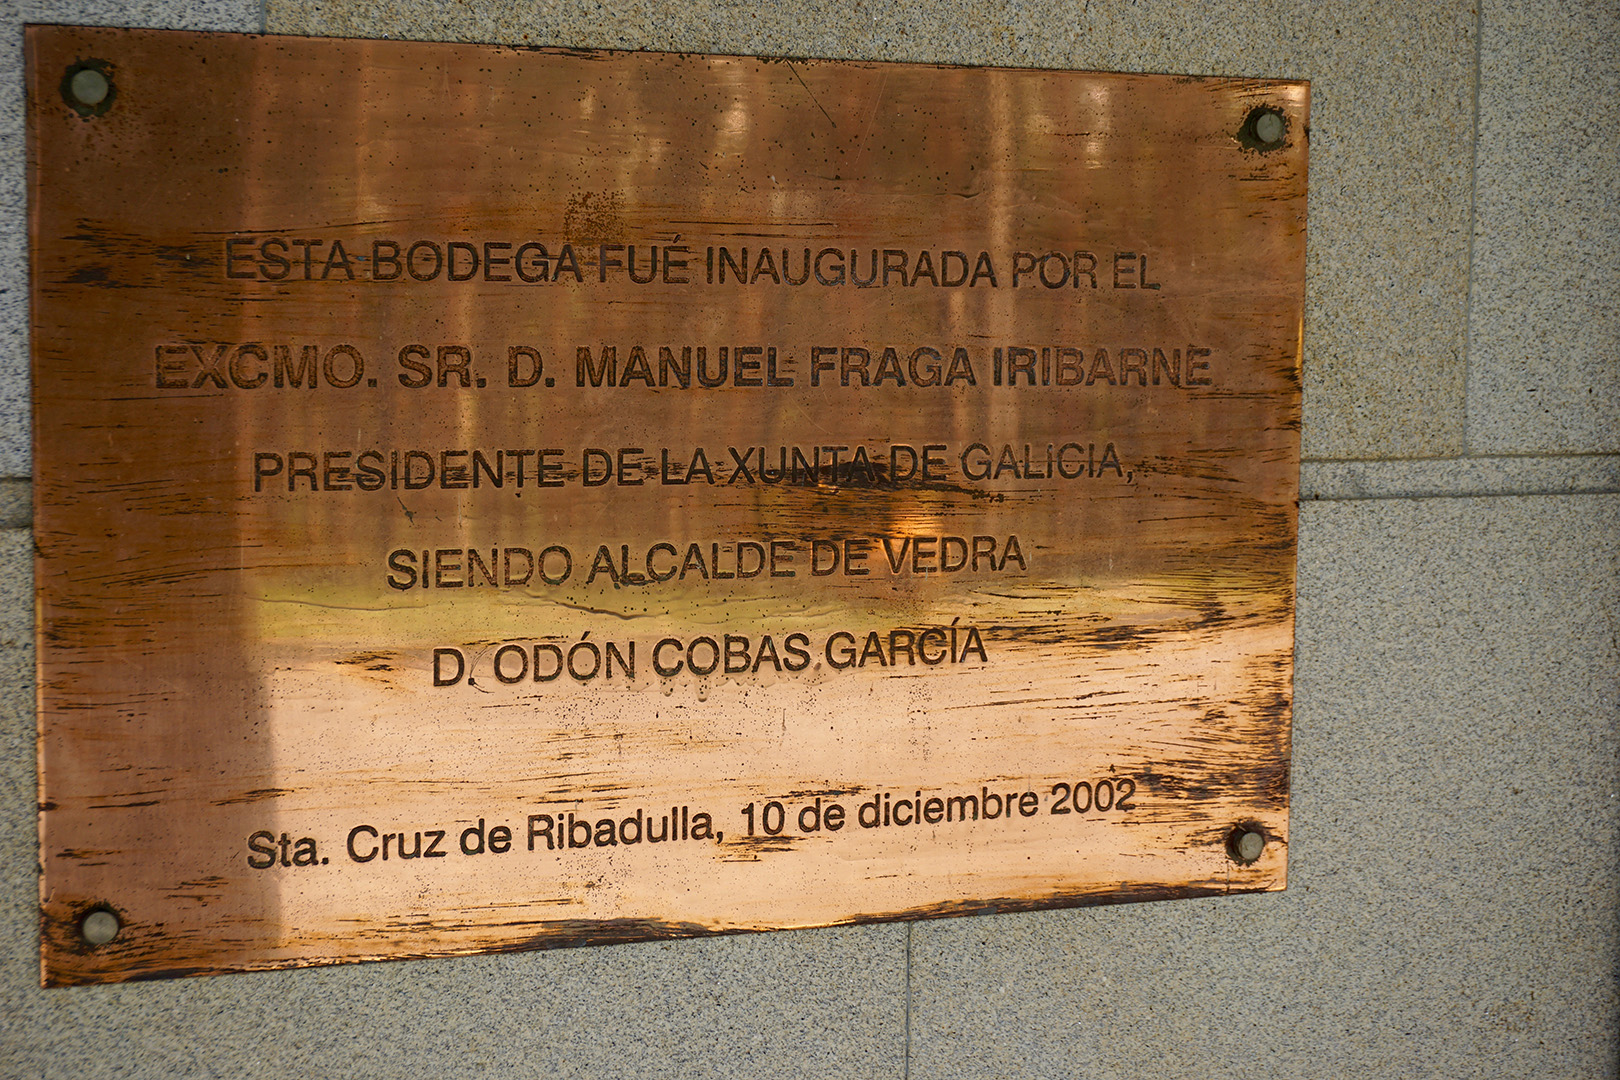 ESTA BODEGA FUÉ INAUGURADA POR EL
EXCMO. SR. D. MANUEL FRAGA IRIBARNE
PRESIDENTE DE LA XUNTA DE GALICIA,
SIENDO ALCALDE DE VEDRA
D. ODÓN COBAS GARCÍA
Sta. Cruz de Ribadulla, 10 de diciembre 2002